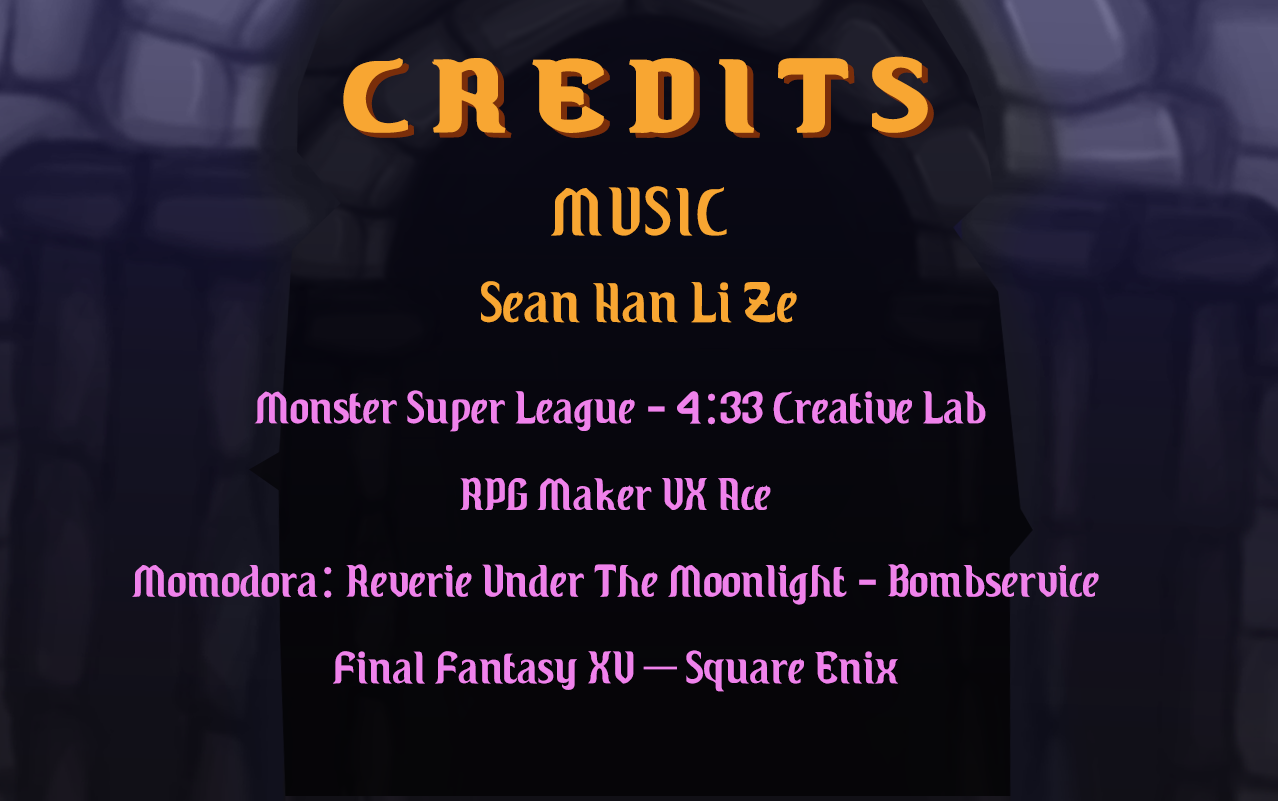 CREDITS
MUSIC
Sean Han Li Ze
Monster Super League - 4:33 Creative Lab
RPG Maker VX Ace
Momodora: Reverie Under The Moonlight - Bombservice
Final Fantasy XV — Square Enix